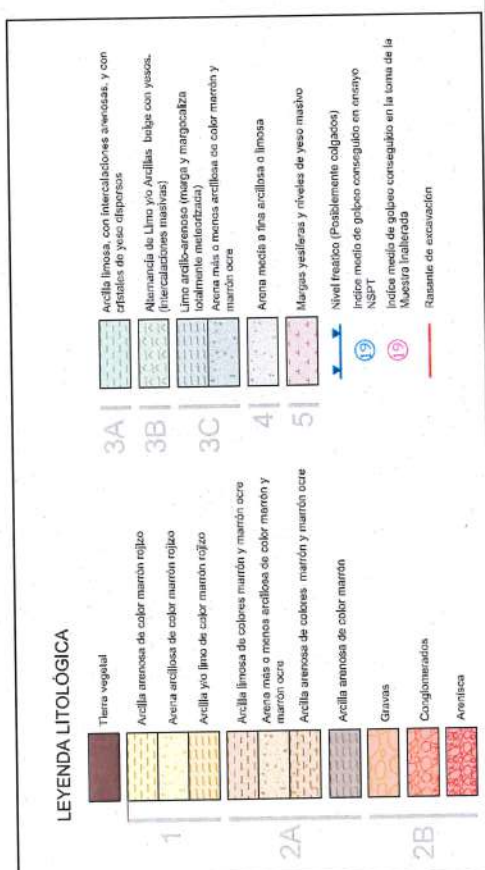 LEYENDA LITOLÓGICA
Tierra vegetal
1
Arcilla arenosa de color marrón rojizo
Arena arcillosa de color marrón rojizo
Arcilla y/o limo de color marrón rojizo
2A
Arcilla limosa de colores marrón y marrón ocre
Arena mas o menos arcillosa de color marrón y
marrón ocre
Arcilla arenosa de colores marrón y marrón ocre
Arcilla arenosa de color marrón
2B
Gravas
Conglomerados
Arenisca
3A
Arcilla limosa, con intercalaciones arenosas, y con
cristales de yeso dispersos
3B
Alternancia de Limo y/o Arcillas beige con yesos.
(intercalaciones masivas)
3C
Limo arcillo-arenoso (marga y margocaliza
totalmente meteorizada)
Arena más o menos arcillosa de color marrón y
marrón ocre
4
Arena media a fina arcillosa o limosa
5
Margas yesíferas y niveles de yeso masivo
Nivel freático (Posiblemente colgados)
19
Indice medio de golpeo conseguido en ensayo
NSPT
19
Indice medio de golpeo conseguido en la toma de la
Muestra Inalterada
Rasante de excavación